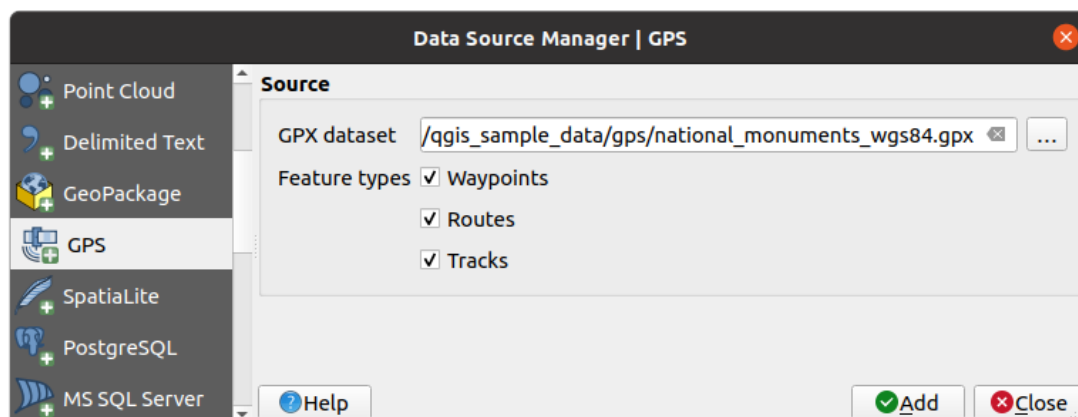 Data Source Manager | GPS
Point Cloud
Delimited Text
GeoPackage
GPS
SpatiaLite
PostgreSQL
MS SQL Server
Source
GPX dataset /qgis_sample_data/gps/national_monuments_wgs84.gpx ...
Feature types Waypoints
Routes
Tracks
Help Add Close